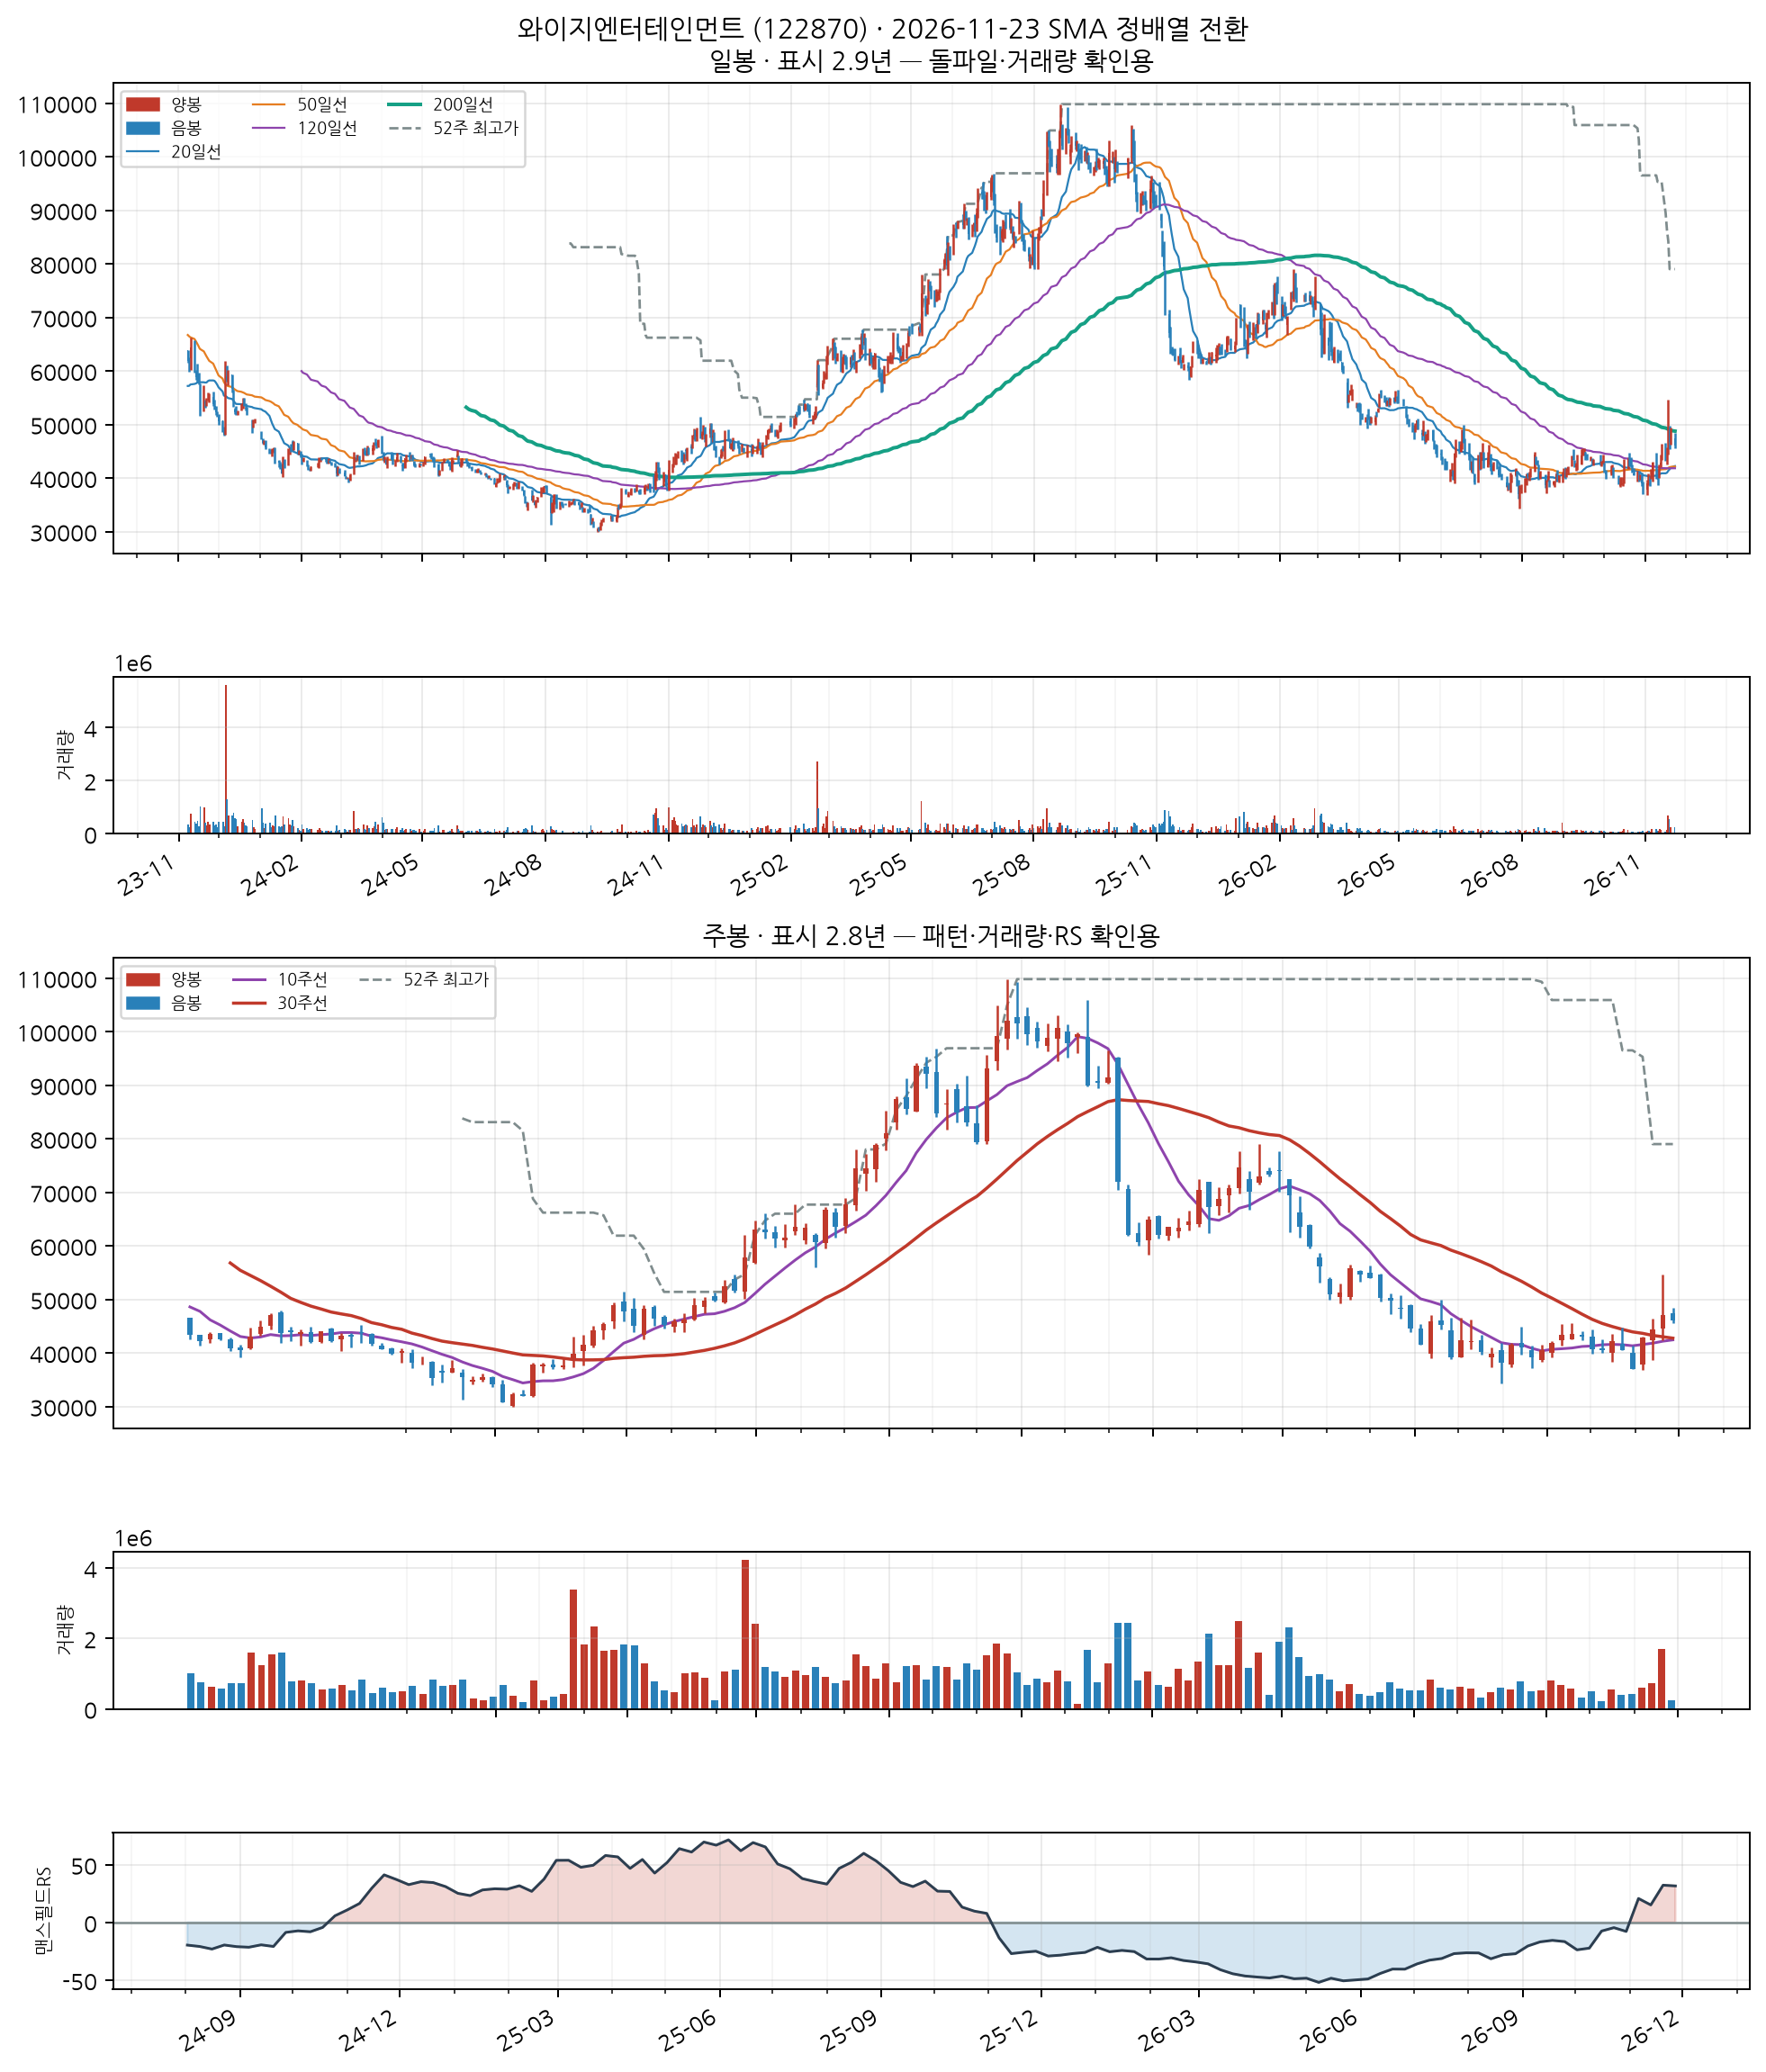 와이지엔터테인먼트 (122870) · 2026-11-23 SMA 정배열 전환
일봉 · 표시 2.9년 — 돌파일·거래량 확인용
양봉 50일선 200일선
음봉 120일선 52주 최고가
20일선
110000
100000
90000
80000
70000
60000
50000
40000
30000
1e6
거래량
4
2
0
23-11 24-02 24-05 24-08 24-11 25-02 25-05 25-08 25-11 26-02 26-05 26-08 26-11
주봉 · 표시 2.8년 — 패턴·거래량·RS 확인용
양봉 10주선 52주 최고가
음봉 30주선
110000
100000
90000
80000
70000
60000
50000
40000
30000
1e6
거래량
4
2
0
맨스필드RS
50
0
-50
24-09 24-12 25-03 25-06 25-09 25-12 26-03 26-06 26-09 26-12